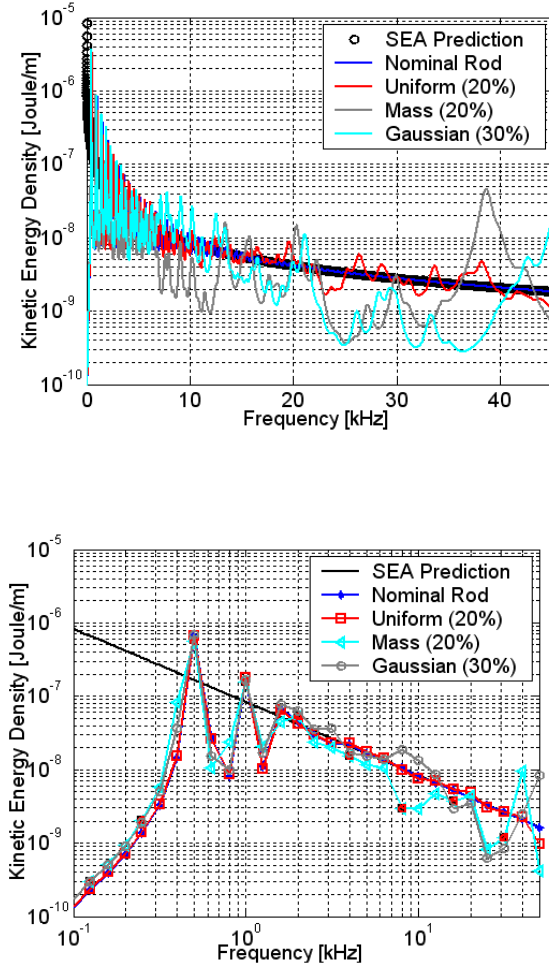 10^-5
10^-6
10^-7
10^-8
10^-9
10^-10
Kinetic Energy Density [Joule/m]
SEA Prediction
Nominal Rod
Uniform (20%)
Mass (20%)
Gaussian (30%)
0 10 20 30 40
Frequency [kHz]
10^-5
10^-6
10^-7
10^-8
10^-9
10^-10
Kinetic Energy Density [Joule/m]
SEA Prediction
Nominal Rod
Uniform (20%)
Mass (20%)
Gaussian (30%)
10^-1 10^0 10^1
Frequency [kHz]